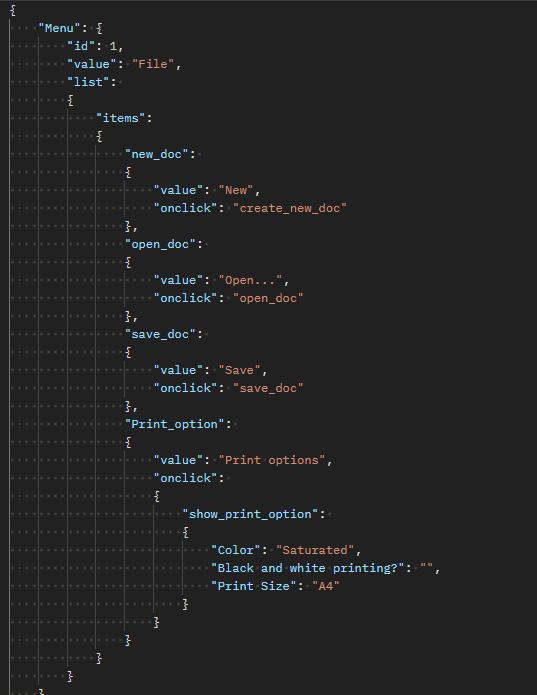 {
    "Menu": {
        "id": 1,
        "value": "File",
        "list":
        {
            "items":
            {
                "new_doc":
                {
                    "value": "New",
                    "onclick": "create_new_doc"
                },
                "open_doc":
                {
                    "value": "Open...",
                    "onclick": "open_doc"
                },
                "save_doc":
                {
                    "value": "Save",
                    "onclick": "save_doc"
                },
                "Print_option":
                {
                    "value": "Print options",
                    "onclick":
                    {
                        "show_print_option":
                        {
                            "Color": "Saturated",
                            "Black and white printing?": "",
                            "Print Size": "A4"
                        }
                    }
                }
            }
        }
    }